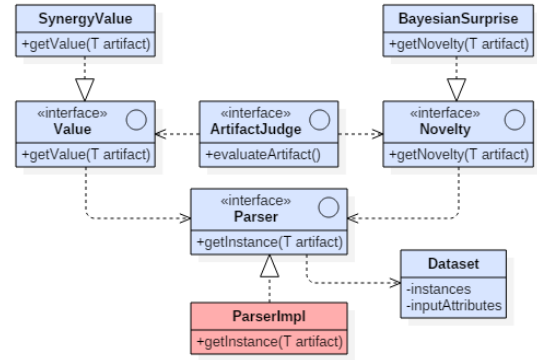 SynergyValue
+getValue(T artifact)
BayesianSurprise
+getNovelty(T artifact)
«interface»
Value
+getValue(T artifact)
«interface»
ArtifactJudge
+evaluateArtifact()
«interface»
Novelty
+getNovelty(T artifact)
«interface»
Parser
+getInstance(T artifact)
Dataset
-instances
-inputAttributes
ParserImpl
+getInstance(T artifact)